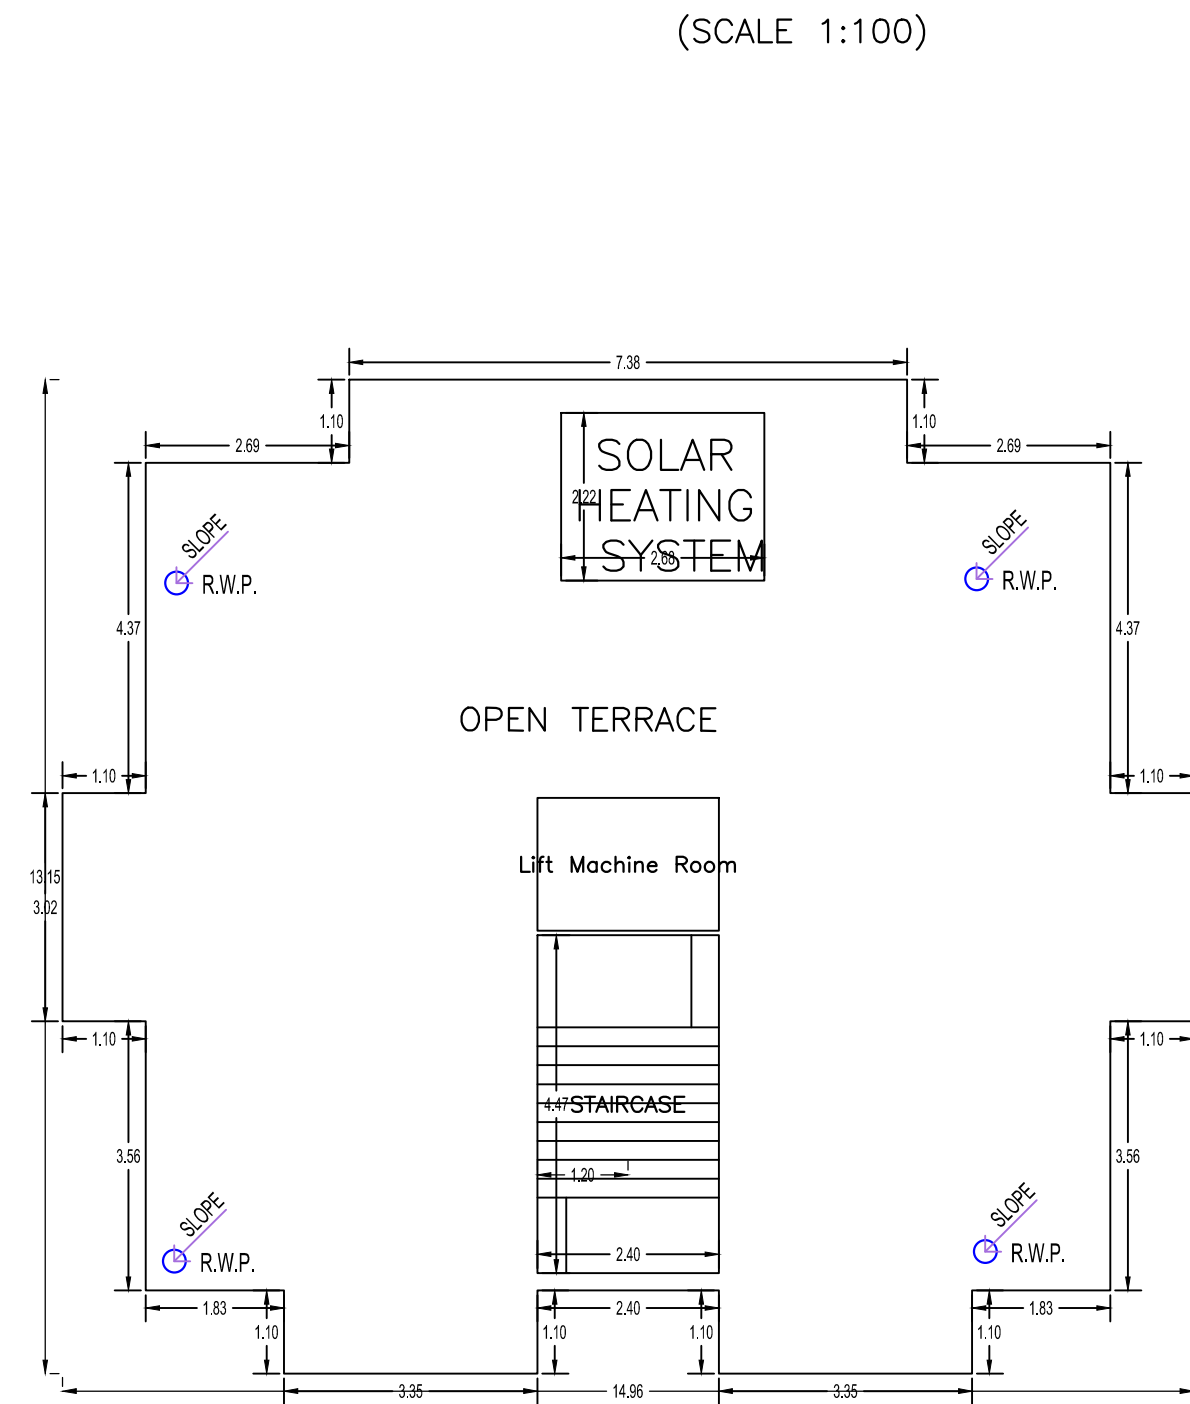 (SCALE 1:100)
7.38
1.10
1.10
2.69
2.69
SOLAR
HEATING
SYSTEM
2.22
2.68
SLOPE
R.W.P.
SLOPE
R.W.P.
4.37
4.37
OPEN TERRACE
1.10
1.10
Lift Machine Room
13.15
3.02
1.10
1.10
4.47
STAIRCASE
3.56
3.56
1.20
SLOPE
R.W.P.
SLOPE
R.W.P.
2.40
1.83
2.40
1.83
1.10
1.10
1.10
1.10
3.35
14.96
3.35